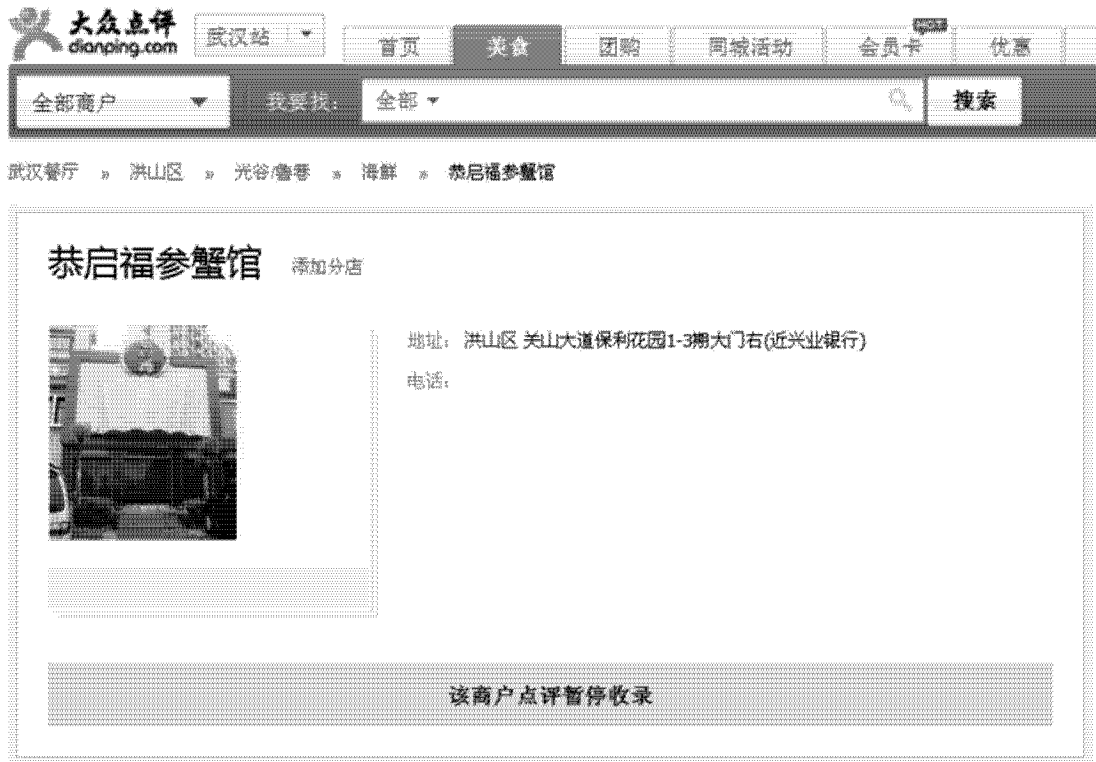 大众点评
dianping.com
武汉站
首页 美食 团购 同城活动 会员卡 HOT 优惠
全部商户 我要找： 全部 搜索
武汉餐厅 » 洪山区 » 光谷/鲁巷 » 海鲜 » 恭启福参蟹馆
恭启福参蟹馆 添加分店
地址： 洪山区 关山大道保利花园1-3期大门右(近兴业银行)
电话：
该商户点评暂停收录